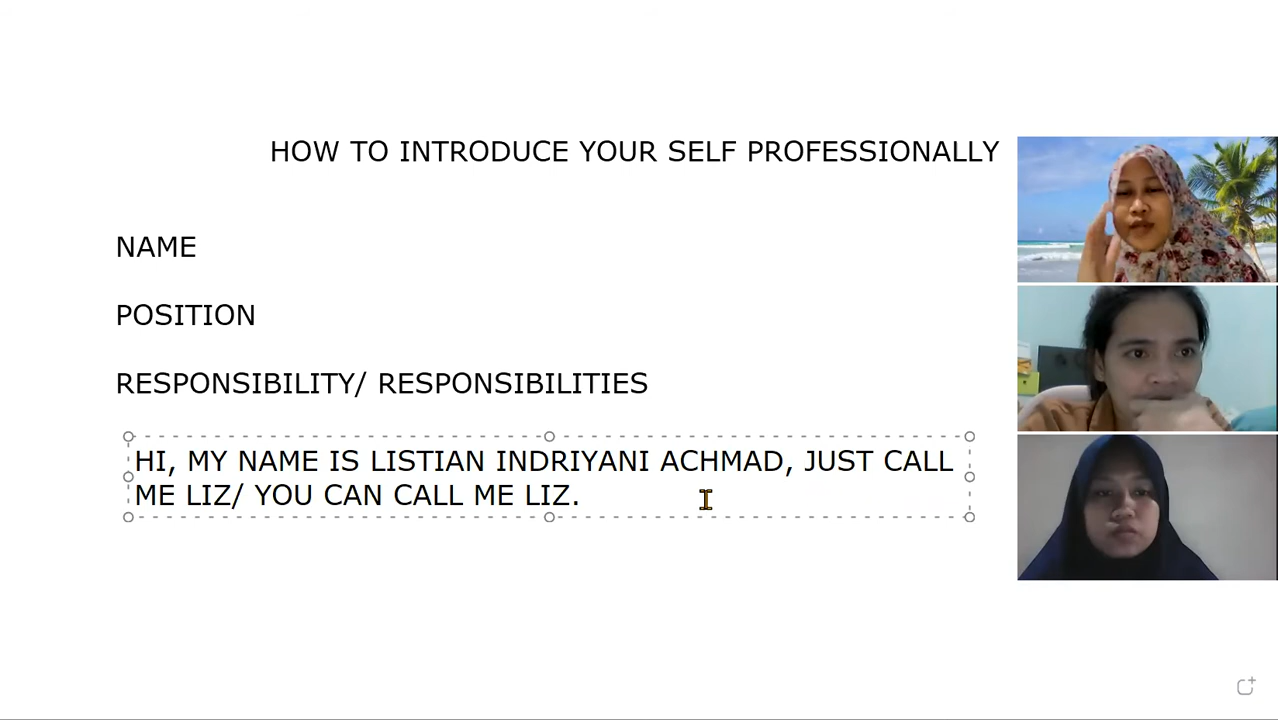 HOW TO INTRODUCE YOUR SELF PROFESSIONALLY
NAME
POSITION
RESPONSIBILITY/ RESPONSIBILITIES
HI, MY NAME IS LISTIAN INDRIYANI ACHMAD, JUST CALL
ME LIZ/ YOU CAN CALL ME LIZ.